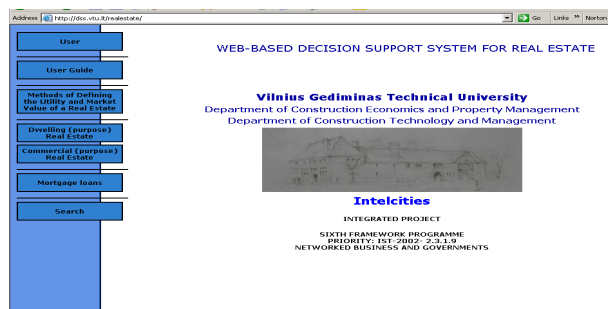 Address http://dss.vtu.lt/realestate/ Go Links » Norton
User
User Guide
Methods of Defining
the Utility and Market
Value of a Real Estate
Dwelling (purpose)
Real Estate
Commercial (purpose)
Real Estate
Mortgage loans
Search
WEB-BASED DECISION SUPPORT SYSTEM FOR REAL ESTATE
Vilnius Gediminas Technical University
Department of Construction Economics and Property Management
Department of Construction Technology and Management
Intelcities
INTEGRATED PROJECT
SIXTH FRAMEWORK PROGRAMME
PRIORITY: IST-2002- 2.3.1.9
NETWORKED BUSINESS AND GOVERNMENTS